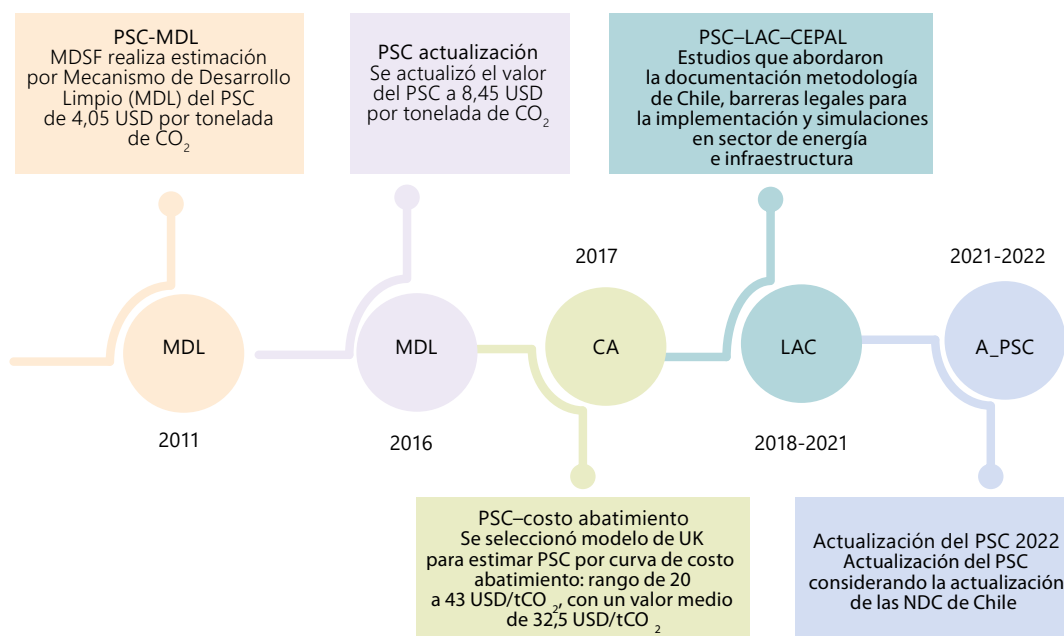 PSC-MDL
MDSF realiza estimación
por Mecanismo de Desarrollo
Limpio (MDL) del PSC
de 4,05 USD por tonelada
de CO₂
PSC actualización
Se actualizó el valor
del PSC a 8,45 USD
por tonelada de CO₂
PSC–LAC–CEPAL
Estudios que abordaron
la documentación metodología
de Chile, barreras legales para
la implementación y simulaciones
en sector de energía
e infraestructura
2017
2021-2022
MDL
MDL
CA
LAC
A_PSC
2011
2016
2018-2021
PSC–costo abatimiento
Se seleccionó modelo de UK
para estimar PSC por curva de costo
abatimiento: rango de 20
a 43 USD/tCO₂, con un valor medio
de 32,5 USD/tCO₂
Actualización del PSC 2022
Actualización del PSC
considerando la actualización
de las NDC de Chile